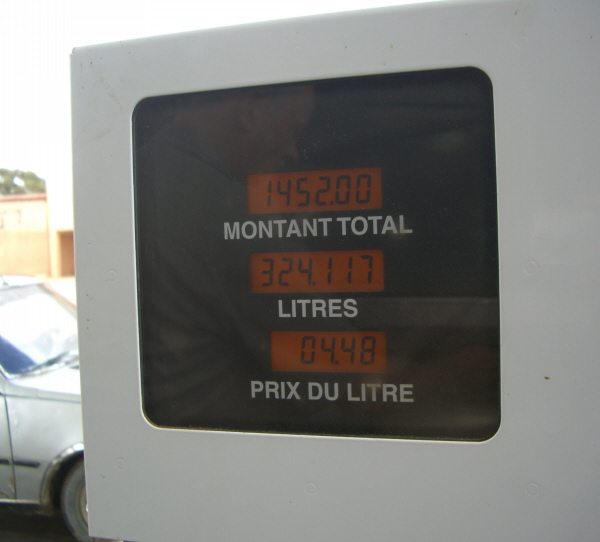 1452.00
MONTANT TOTAL
324.117
LITRES
04.48
PRIX DU LITRE